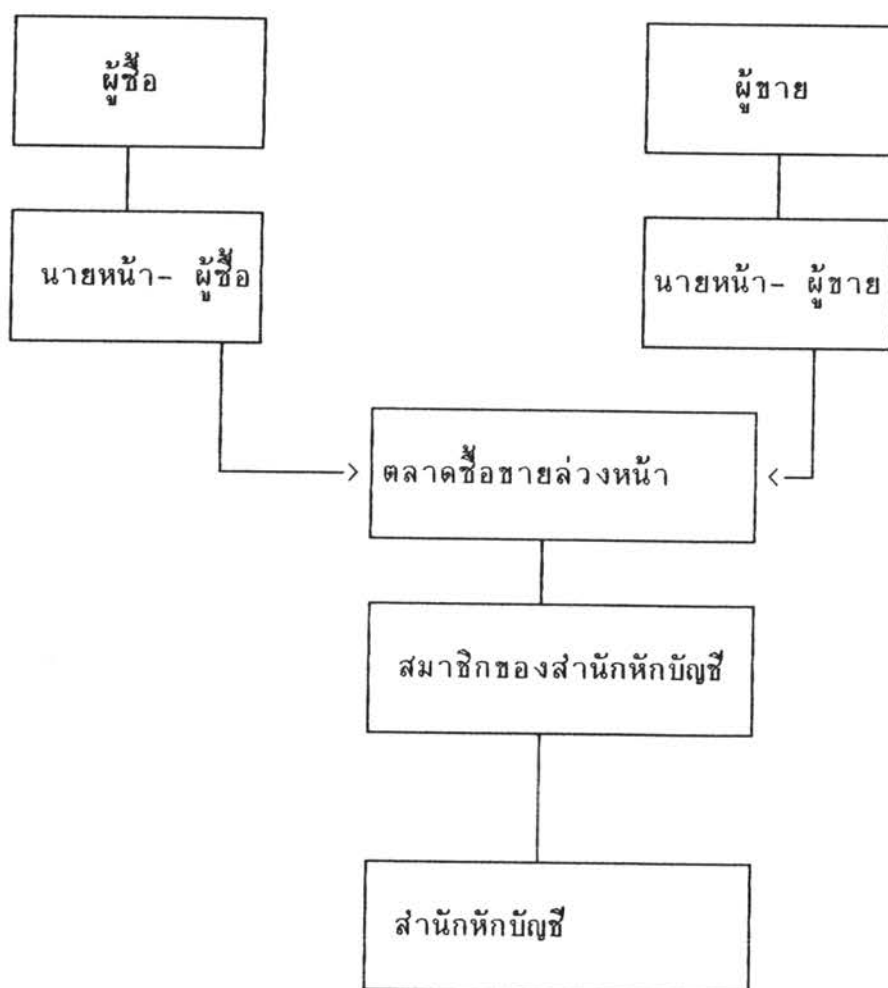 ผู้ซื้อ
ผู้ขาย
นายหน้า- ผู้ซื้อ
นายหน้า- ผู้ขาย
ตลาดซื้อขายล่วงหน้า
สมาชิกของสำนักหักบัญชี
สำนักหักบัญชี